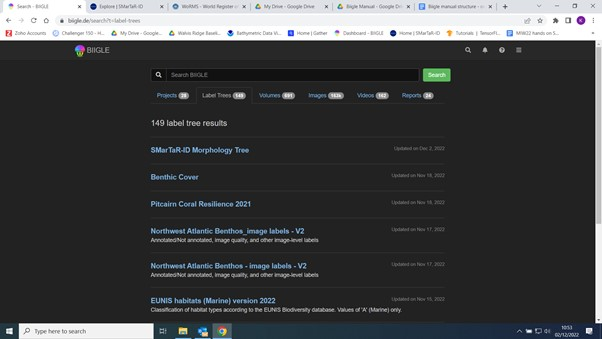 Search - BIIGLE
Explore | SMarTaR-ID
WoRMS - World Register
My Drive - Google Drive
Biigle Manual - Google D
Biigle manual structure -
biigle.de/search?t=label-trees
Zoho Accounts
Challenger 150 - H...
My Drive - Google...
Walvis Ridge Baseli...
Bathymetric Data Vi...
Home | Gather
Dashboard - BIIGLE
Home | SMarTaR-ID
Tutorials | TensorFl...
MIW22 hands on S...
BIIGLE
Search BIIGLE
Search
Projects 28
Label Trees 149
Volumes 691
Images
Videos 162
Reports 24
149 label tree results
SMarTaR-ID Morphology Tree
Updated on Dec 2, 2022
Benthic Cover
Updated on Nov 18, 2022
Pitcairn Coral Resilience 2021
Updated on Nov 18, 2022
Northwest Atlantic Benthos_image labels - V2
Updated on Nov 17, 2022
Annotated/Not annotated, image quality, and other image-level labels
Northwest Atlantic Benthos - image labels - V2
Updated on Nov 17, 2022
Annotated/Not annotated, image quality, and other image-level labels
EUNIS habitats (Marine) version 2022
Updated on Nov 15, 2022
Classification of habitat types according to the EUNIS Biodiversity database. Values of 'A' (Marine) only.
Type here to search
10:53
02/12/2022